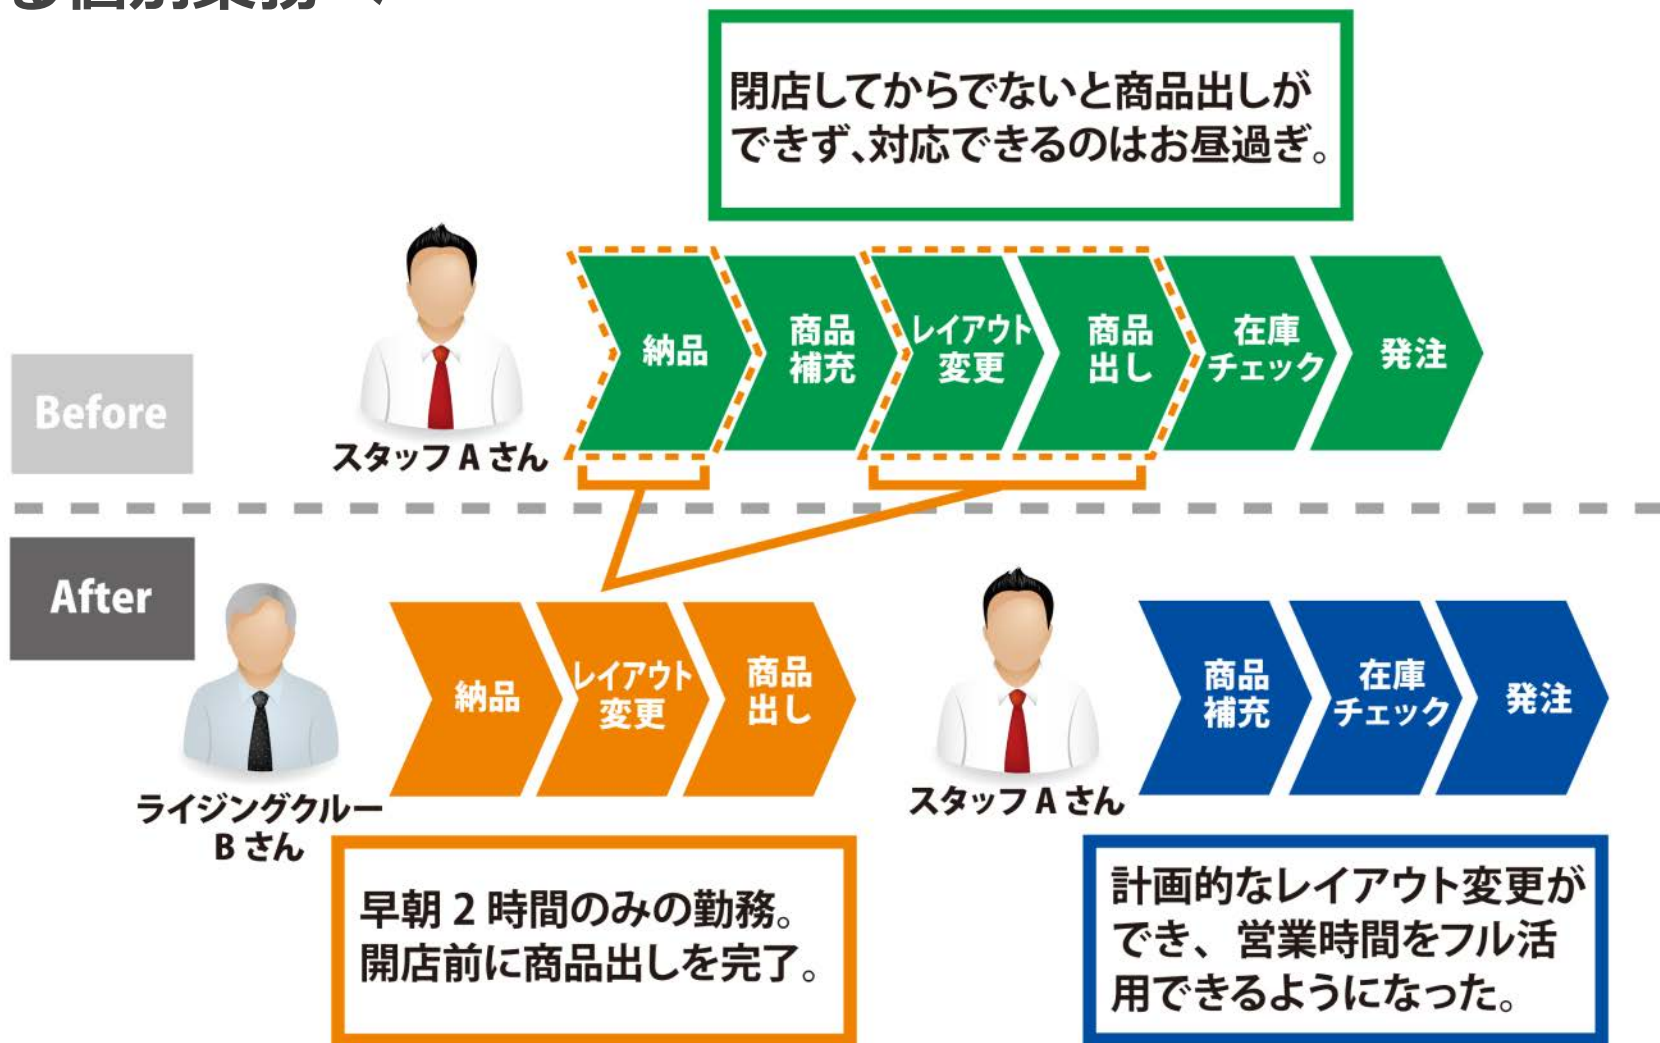 る個別業務へ
閉店してからでないと商品出しが
できず、対応できるのはお昼過ぎ。
納品
商品
補充
レイアウト
変更
商品
出し
在庫
チェック
発注
Before
スタッフ A さん
After
納品
レイアウト
変更
商品
出し
商品
補充
在庫
チェック
発注
ライジングクルー
B さん
スタッフ A さん
早朝 2 時間のみの勤務。
開店前に商品出しを完了。
計画的なレイアウト変更が
でき、営業時間をフル活
用できるようになった。